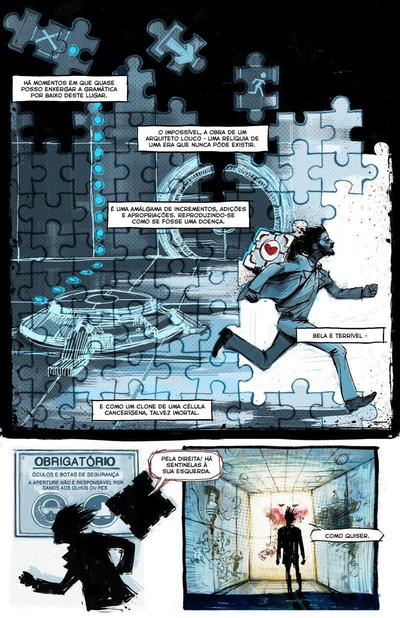 HÁ MOMENTOS EM QUE QUASE
POSSO ENXERGAR A GRAMÁTICA
POR BAIXO DESTE LUGAR.
O IMPOSSÍVEL, A OBRA DE UM
ARQUITETO LOUCO - UMA RELÍQUIA DE
UMA ERA QUE NUNCA PÔDE EXISTIR.
É UMA AMÁLGAMA DE INCREMENTOS, ADIÇÕES
E APROPRIAÇÕES, REPRODUZINDO-SE
COMO SE FOSSE UMA DOENÇA.
BELA E TERRÍVEL -
E COMO UM CLONE DE UMA CÉLULA
CANCERÍGENA, TALVEZ IMORTAL.
OBRIGATÓRIO
ÓCULOS E BOTAS DE SEGURANÇA
A APERTURE NÃO É RESPONSÁVEL POR
DANOS AOS OLHOS OU PÉS
PELA DIREITA! HÁ
SENTINELAS À
SUA ESQUERDA.
COMO QUISER.